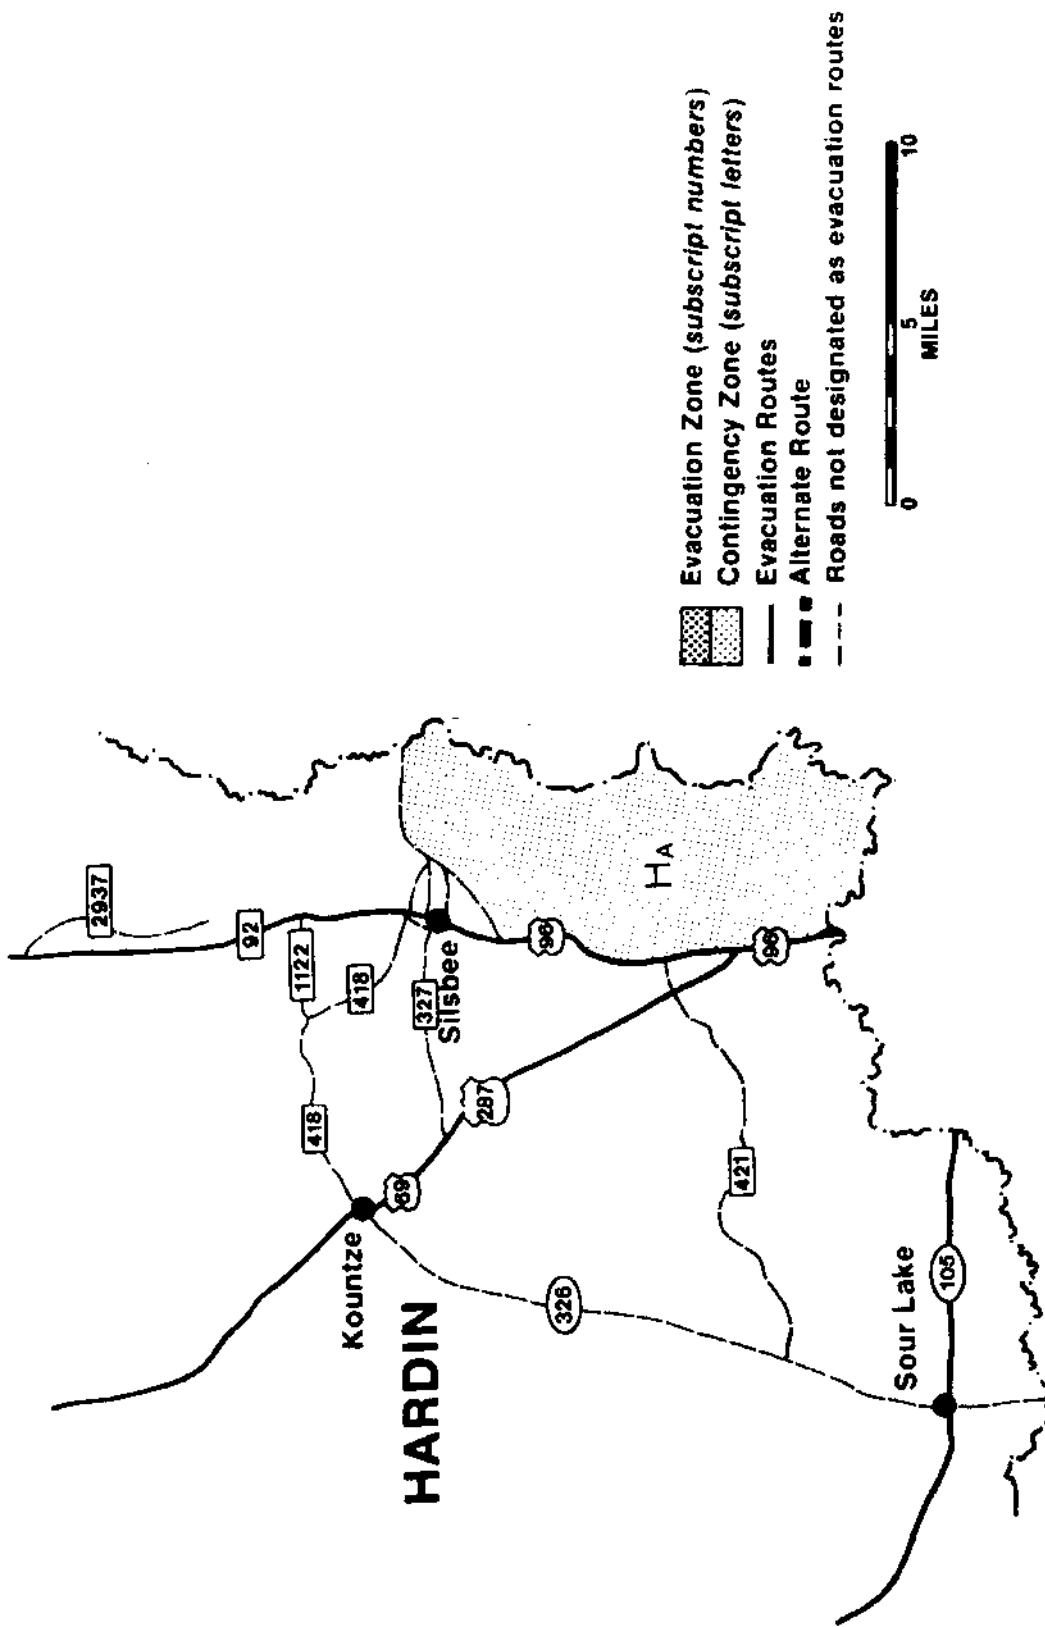 2937
92
1122
418
418
327
Silsbee
96
96
287
69
Kountze
HARDIN
326
421
105
Sour Lake
HA
Evacuation Zone (subscript numbers)
Contingency Zone (subscript letters)
Evacuation Routes
Alternate Route
Roads not designated as evacuation routes
0 5 10
MILES